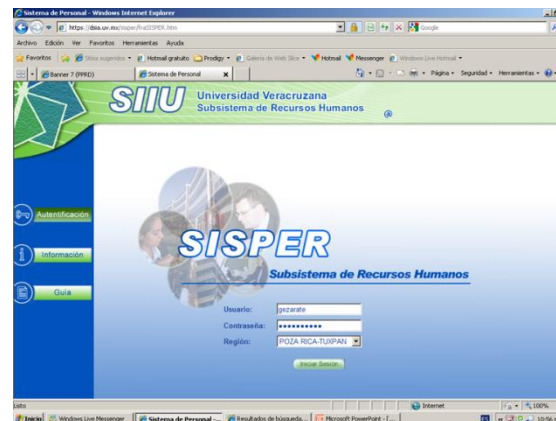 Sistema de Personal - Windows Internet Explorer
https://dsia.uv.mx/sisper/fraSISPER.htm
Google
Archivo Edición Ver Favoritos Herramientas Ayuda
Favoritos Sitios sugeridos Hotmail gratuito Prodigy Galería de Web Slice Hotmail Messenger Windows Live Hotmail
Banner 7 (PPRD) Sistema de Personal Página Seguridad Herramientas
SIIU
Universidad Veracruzana
Subsistema de Recursos Humanos
@
Autentificación
Información
Guía
SISPER
Subsistema de Recursos Humanos
Usuario: gezarate
Contraseña: ••••••••••
Región: POZA RICA-TUXPAN
Iniciar Sesión
Listo Internet 100%
Inicio Windows Live Messenger Sistema de Personal -... Resultados de búsqueda... Microsoft PowerPoint - [... ES 10:56